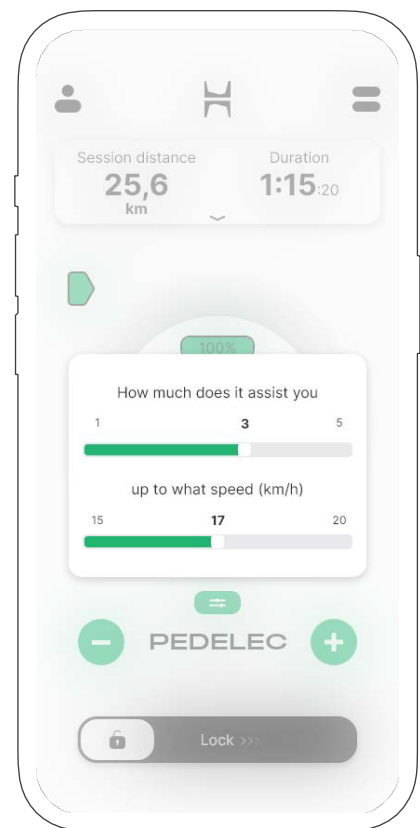 Session distance
Duration
25,6
1:15:20
km
100%
How much does it assist you
1 3 5
up to what speed (km/h)
15 17 20
PEDELEC
Lock >>>